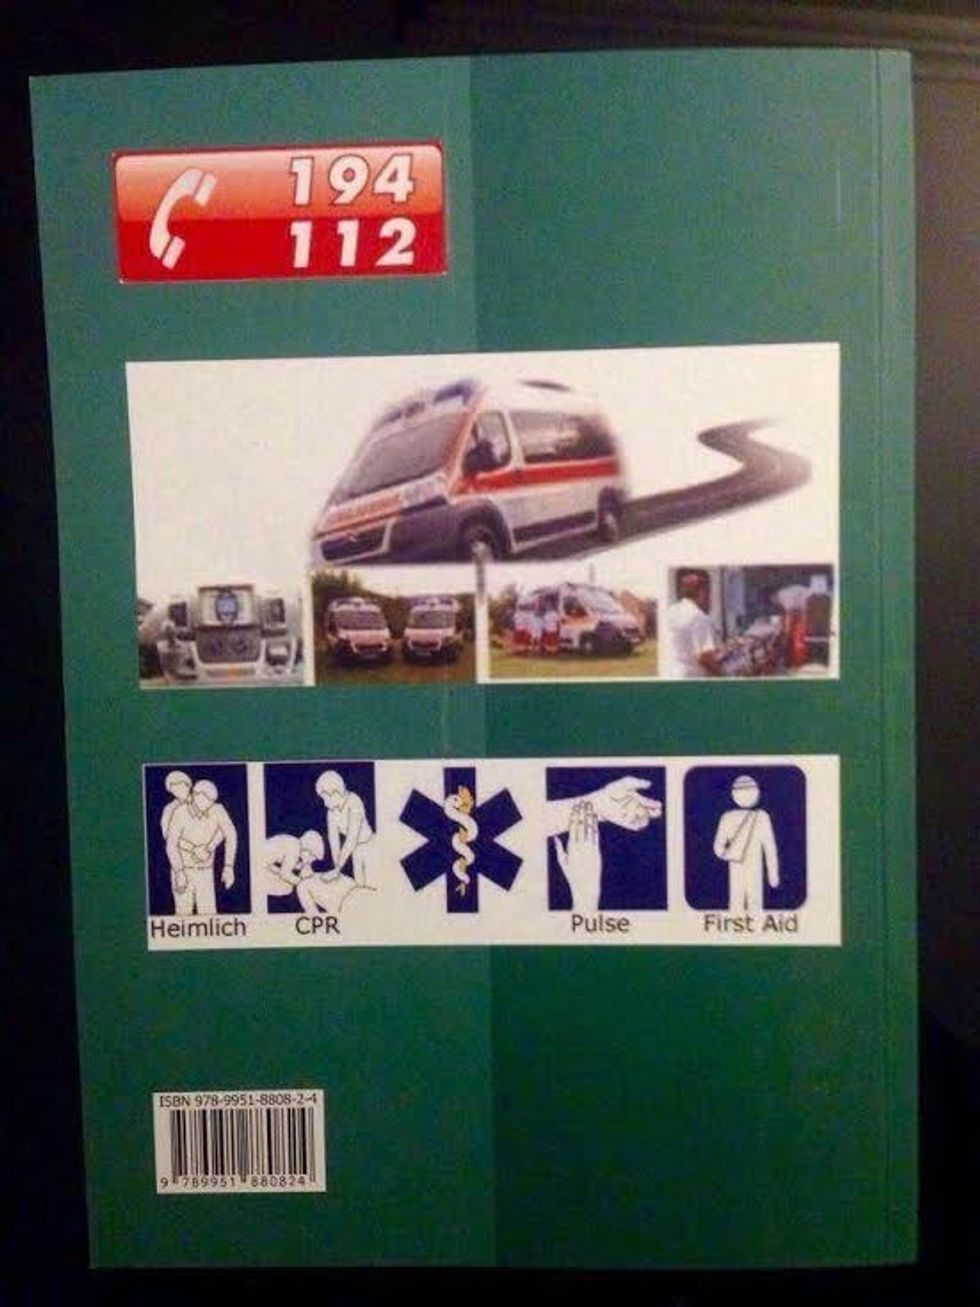 194
112
Heimlich
CPR
Pulse
First Aid
ISBN 978-9951-8808-2-4
9 789951 880824